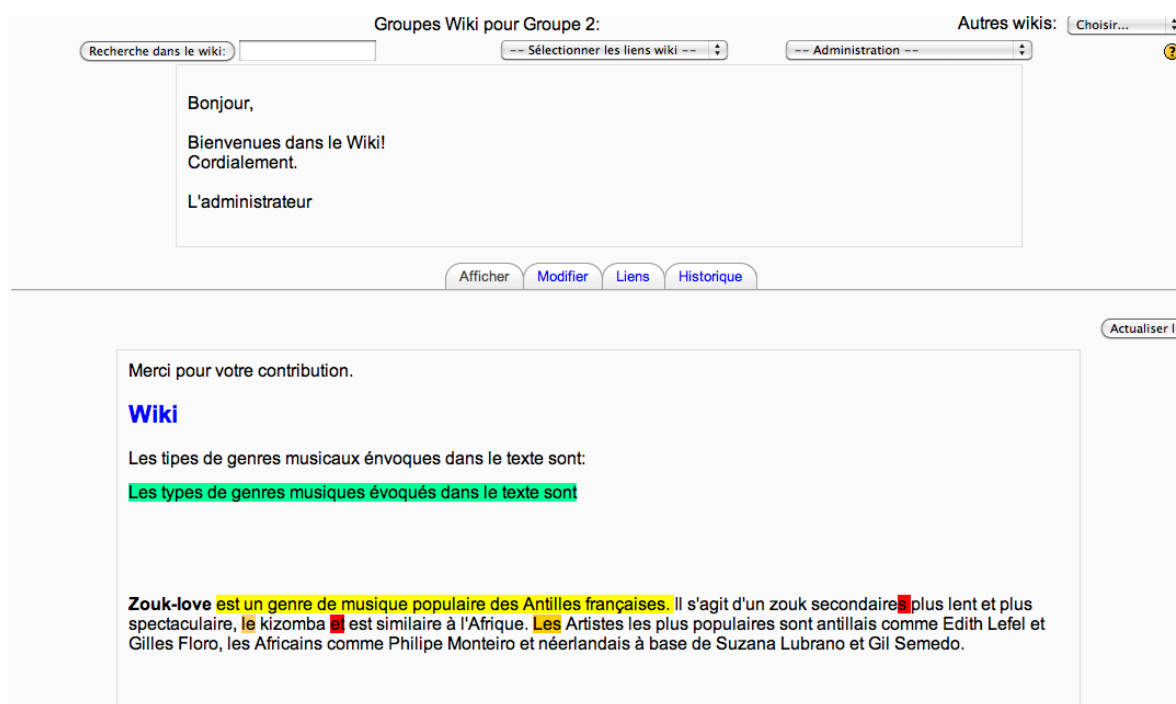 Groupes Wiki pour Groupe 2:
Autres wikis: Choisir...
Recherche dans le wiki: -- Sélectionner les liens wiki -- -- Administration -- ?
Bonjour,
Bienvenues dans le Wiki!
Cordialement.
L'administrateur
Afficher Modifier Liens Historique
Actualiser l
Merci pour votre contribution.
Wiki
Les tipes de genres musicaux énvoques dans le texte sont:
Les types de genres musiques évoqués dans le texte sont
Zouk-love est un genre de musique populaire des Antilles françaises. Il s'agit d'un zouk secondaires plus lent et plus
spectaculaire, le kizomba et est similaire à l'Afrique. Les Artistes les plus populaires sont antillais comme Edith Lefel et
Gilles Floro, les Africains comme Philipe Monteiro et néerlandais à base de Suzana Lubrano et Gil Semedo.